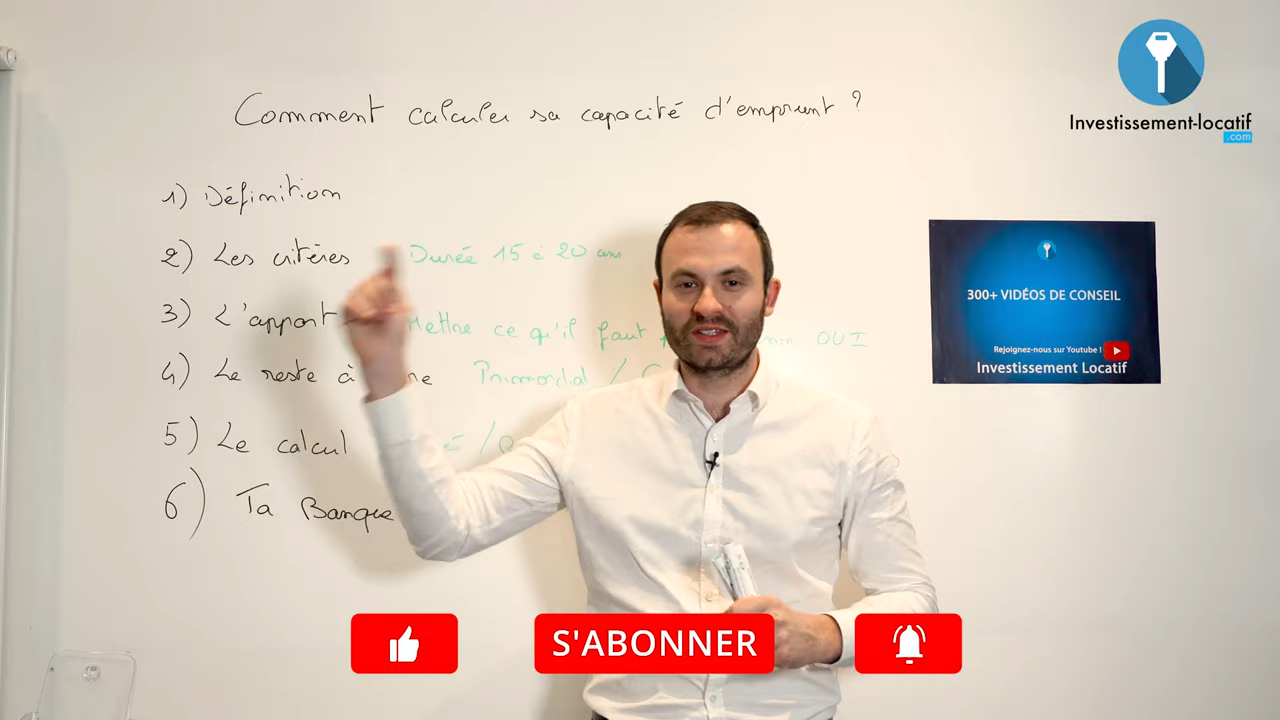 Comment calculer sa capacité d'emprunt ?
Investissement-locatif
.com
1) Définition
2) Les critères Durée 15 à 20 ans
3) L'apport Mettre ce qu'il faut min OUI
4) Le reste à Primordial /
5) Le calcul
6) Ta Banque
300+ VIDÉOS DE CONSEIL
Rejoignez-nous sur Youtube !
Investissement Locatif
S'ABONNER